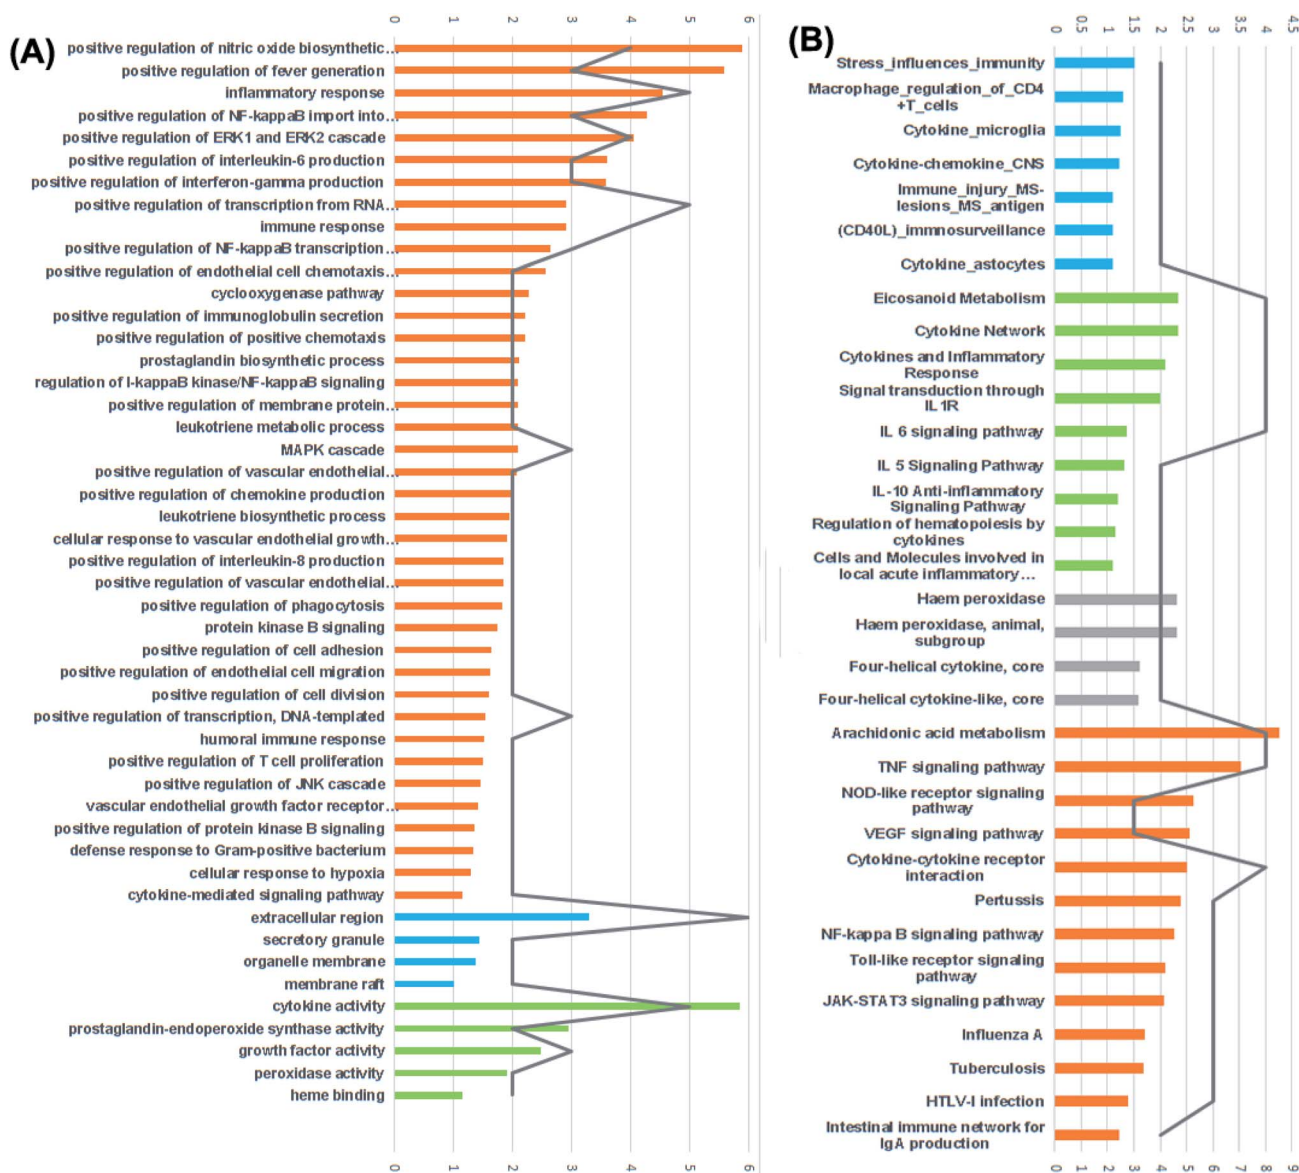 (A)
0 1 2 3 4 5 6
positive regulation of nitric oxide biosynthetic...
positive regulation of fever generation
inflammatory response
positive regulation of NF-kappaB import into...
positive regulation of ERK1 and ERK2 cascade
positive regulation of interleukin-6 production
positive regulation of interferon-gamma production
positive regulation of transcription from RNA...
immune response
positive regulation of NF-kappaB transcription...
positive regulation of endothelial cell chemotaxis...
cyclooxygenase pathway
positive regulation of immunoglobulin secretion
positive regulation of positive chemotaxis
prostaglandin biosynthetic process
regulation of I-kappaB kinase/NF-kappaB signaling
positive regulation of membrane protein...
leukotriene metabolic process
MAPK cascade
positive regulation of vascular endothelial...
positive regulation of chemokine production
leukotriene biosynthetic process
cellular response to vascular endothelial growth...
positive regulation of interleukin-8 production
positive regulation of vascular endothelial...
positive regulation of phagocytosis
protein kinase B signaling
positive regulation of cell adhesion
positive regulation of endothelial cell migration
positive regulation of cell division
positive regulation of transcription, DNA-templated
humoral immune response
positive regulation of T cell proliferation
positive regulation of JNK cascade
vascular endothelial growth factor receptor...
positive regulation of protein kinase B signaling
defense response to Gram-positive bacterium
cellular response to hypoxia
cytokine-mediated signaling pathway
extracellular region
secretory granule
organelle membrane
membrane raft
cytokine activity
prostaglandin-endoperoxide synthase activity
growth factor activity
peroxidase activity
heme binding
0 1 2 3 4 5 6
(B)
0 0.5 1 1.5 2 2.5 3 3.5 4 4.5
Stress_influences_immunity
Macrophage_regulation_of_CD4
+T_cells
Cytokine_microglia
Cytokine-chemokine_CNS
Immune_injury_MS-
lesions_MS_antigen
(CD40L)_immnosurveillance
Cytokine_astocytes
Eicosanoid Metabolism
Cytokine Network
Cytokines and Inflammatory
Response
Signal transduction through
IL1R
IL 6 signaling pathway
IL 5 Signaling Pathway
IL-10 Anti-inflammatory
Signaling Pathway
Regulation of hematopoiesis by
cytokines
Cells and Molecules involved in
local acute inflammatory...
Haem peroxidase
Haem peroxidase, animal,
subgroup
Four-helical cytokine, core
Four-helical cytokine-like, core
Arachidonic acid metabolism
TNF signaling pathway
NOD-like receptor signaling
pathway
VEGF signaling pathway
Cytokine-cytokine receptor
interaction
Pertussis
NF-kappa B signaling pathway
Toll-like receptor signaling
pathway
JAK-STAT3 signaling pathway
Influenza A
Tuberculosis
HTLV-I infection
Intestinal immune network for
IgA production
0 1 2 3 4 5 6 7 8 9